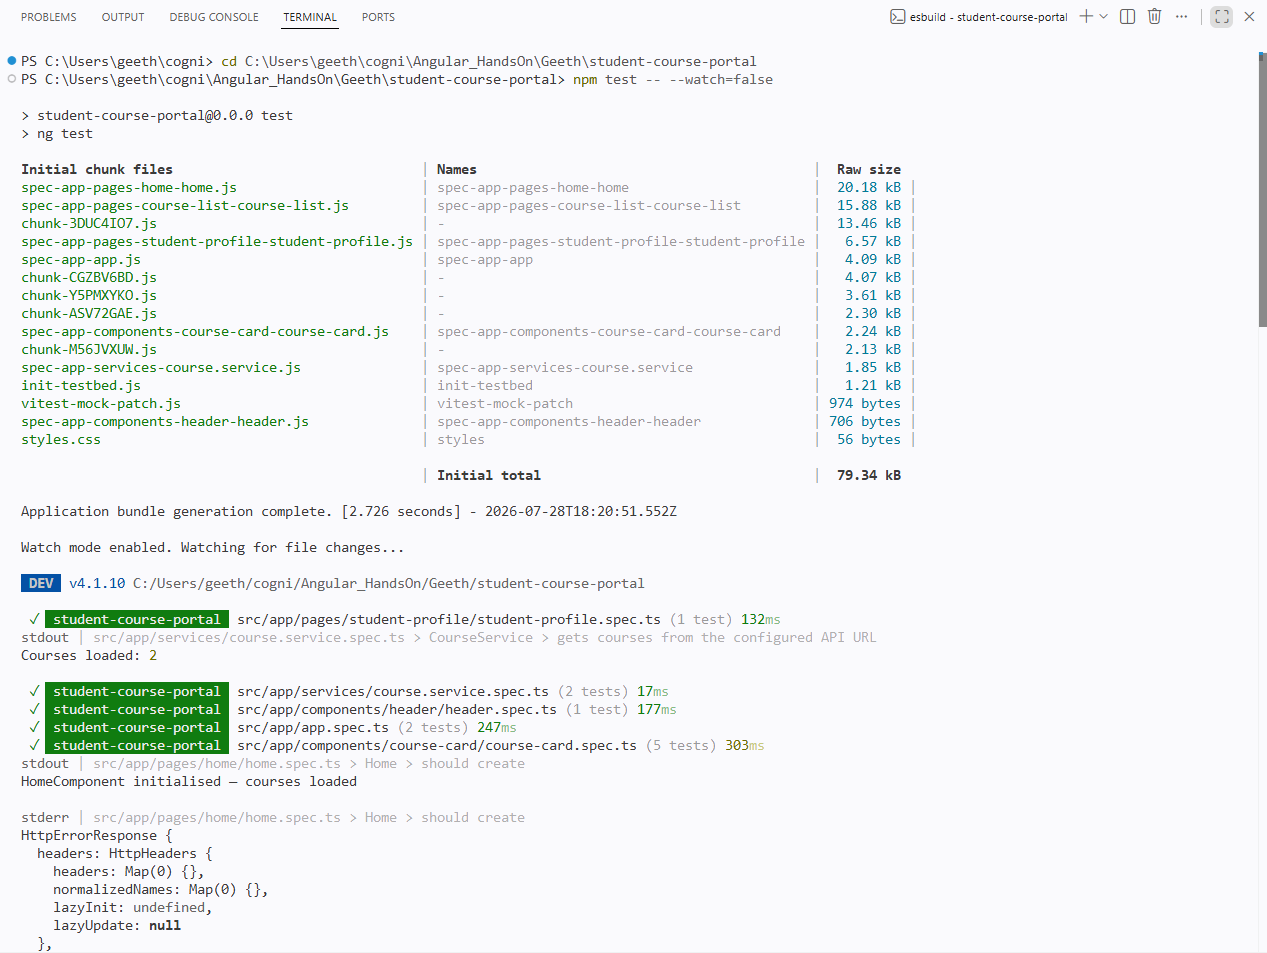 PROBLEMS OUTPUT DEBUG CONSOLE TERMINAL PORTS esbuild - student-course-portal
PS C:\Users\geeth\cogni> cd C:\Users\geeth\cogni\Angular_HandsOn\Geeth\student-course-portal
PS C:\Users\geeth\cogni\Angular_HandsOn\Geeth\student-course-portal> npm test -- --watch=false
> student-course-portal@0.0.0 test
> ng test
Initial chunk files | Names | Raw size
spec-app-pages-home-home.js | spec-app-pages-home-home | 20.18 kB |
spec-app-pages-course-list-course-list.js | spec-app-pages-course-list-course-list | 15.88 kB |
chunk-3DUC4IO7.js | - | 13.46 kB |
spec-app-pages-student-profile-student-profile.js | spec-app-pages-student-profile-student-profile | 6.57 kB |
spec-app-app.js | spec-app-app | 4.09 kB |
chunk-CGZBV6BD.js | - | 4.07 kB |
chunk-Y5PMXYKO.js | - | 3.61 kB |
chunk-ASV72GAE.js | - | 2.30 kB |
spec-app-components-course-card-course-card.js | spec-app-components-course-card-course-card | 2.24 kB |
chunk-M56JVXUW.js | - | 2.13 kB |
spec-app-services-course.service.js | spec-app-services-course.service | 1.85 kB |
init-testbed.js | init-testbed | 1.21 kB |
vitest-mock-patch.js | vitest-mock-patch | 974 bytes |
spec-app-components-header-header.js | spec-app-components-header-header | 706 bytes |
styles.css | styles | 56 bytes |
| Initial total | 79.34 kB
Application bundle generation complete. [2.726 seconds] - 2026-07-28T18:20:51.552Z
Watch mode enabled. Watching for file changes...
DEV v4.1.10 C:/Users/geeth/cogni/Angular_HandsOn/Geeth/student-course-portal
✓ student-course-portal src/app/pages/student-profile/student-profile.spec.ts (1 test) 132ms
stdout | src/app/services/course.service.spec.ts > CourseService > gets courses from the configured API URL
Courses loaded: 2
✓ student-course-portal src/app/services/course.service.spec.ts (2 tests) 17ms
✓ student-course-portal src/app/components/header/header.spec.ts (1 test) 177ms
✓ student-course-portal src/app/app.spec.ts (2 tests) 247ms
✓ student-course-portal src/app/components/course-card/course-card.spec.ts (5 tests) 303ms
stdout | src/app/pages/home/home.spec.ts > Home > should create
HomeComponent initialised — courses loaded
stderr | src/app/pages/home/home.spec.ts > Home > should create
HttpErrorResponse {
headers: HttpHeaders {
headers: Map(0) {},
normalizedNames: Map(0) {},
lazyInit: undefined,
lazyUpdate: null
},